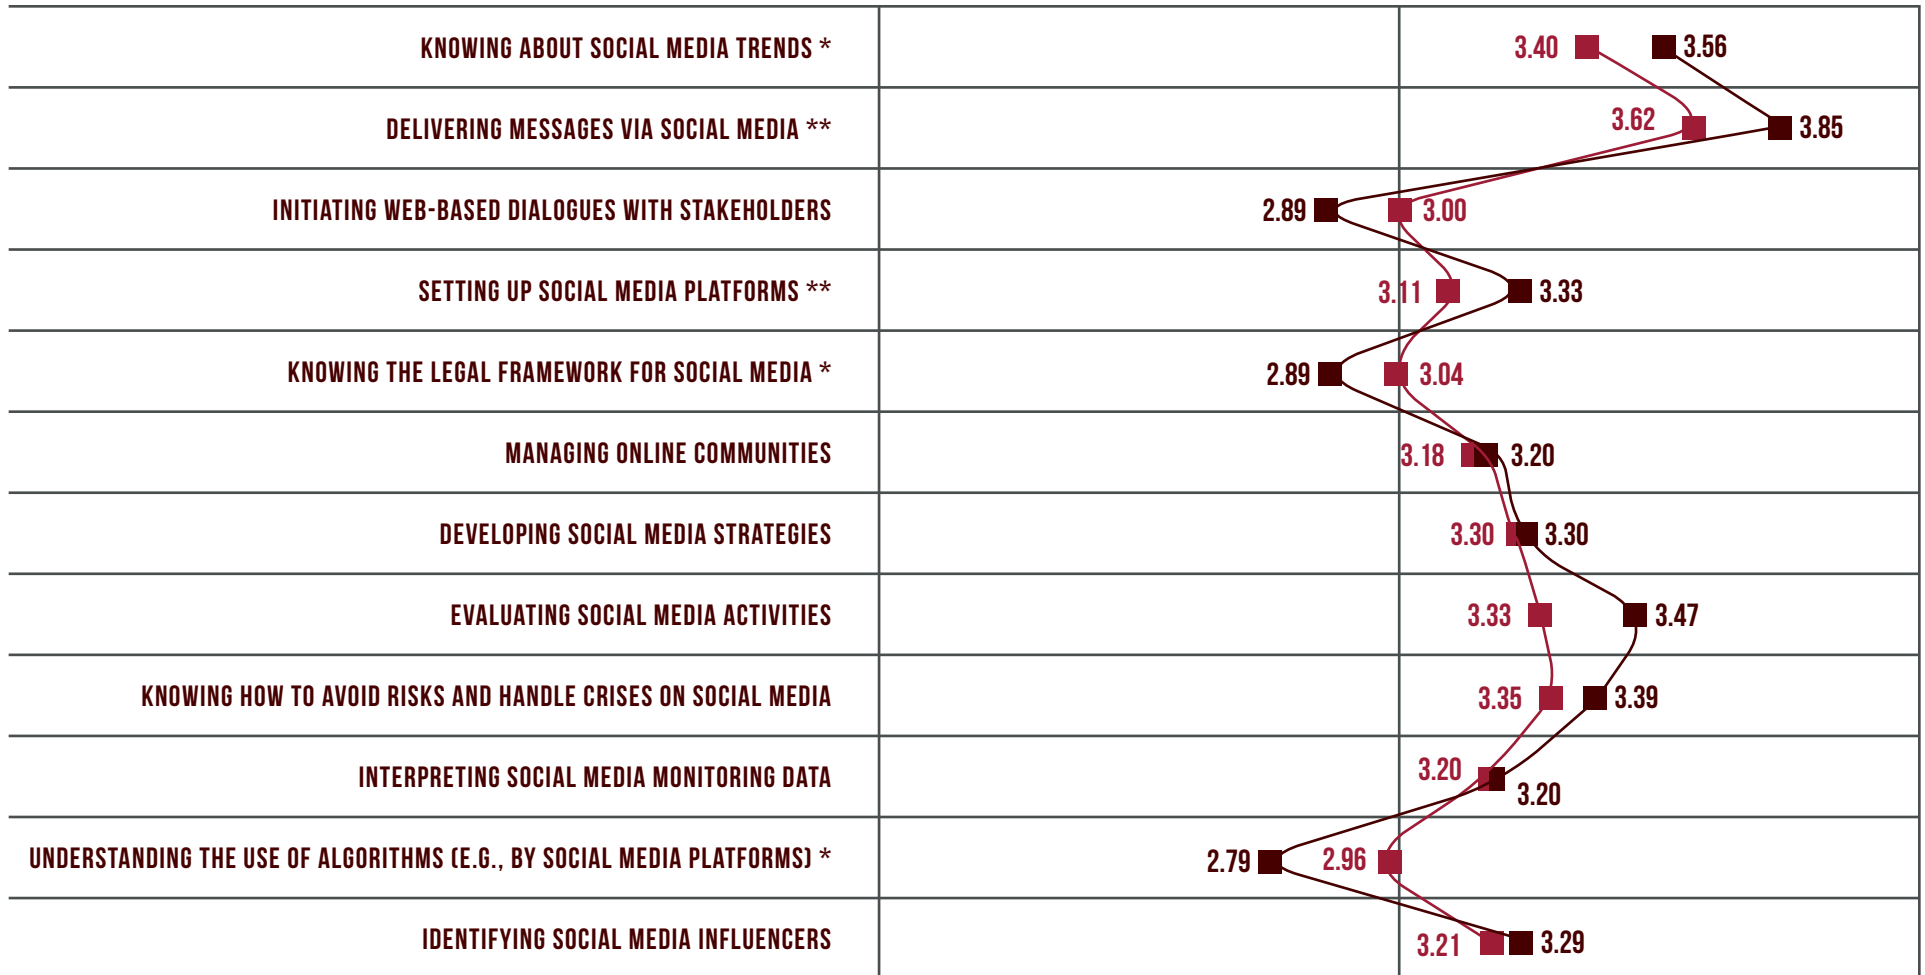 KNOWING ABOUT SOCIAL MEDIA TRENDS * 3.40 3.56
DELIVERING MESSAGES VIA SOCIAL MEDIA ** 3.62 3.85
INITIATING WEB-BASED DIALOGUES WITH STAKEHOLDERS 2.89 3.00
SETTING UP SOCIAL MEDIA PLATFORMS ** 3.11 3.33
KNOWING THE LEGAL FRAMEWORK FOR SOCIAL MEDIA * 2.89 3.04
MANAGING ONLINE COMMUNITIES 3.18 3.20
DEVELOPING SOCIAL MEDIA STRATEGIES 3.30 3.30
EVALUATING SOCIAL MEDIA ACTIVITIES 3.33 3.47
KNOWING HOW TO AVOID RISKS AND HANDLE CRISES ON SOCIAL MEDIA 3.35 3.39
INTERPRETING SOCIAL MEDIA MONITORING DATA 3.20 3.20
UNDERSTANDING THE USE OF ALGORITHMS (E.G., BY SOCIAL MEDIA PLATFORMS) * 2.79 2.96
IDENTIFYING SOCIAL MEDIA INFLUENCERS 3.21 3.29